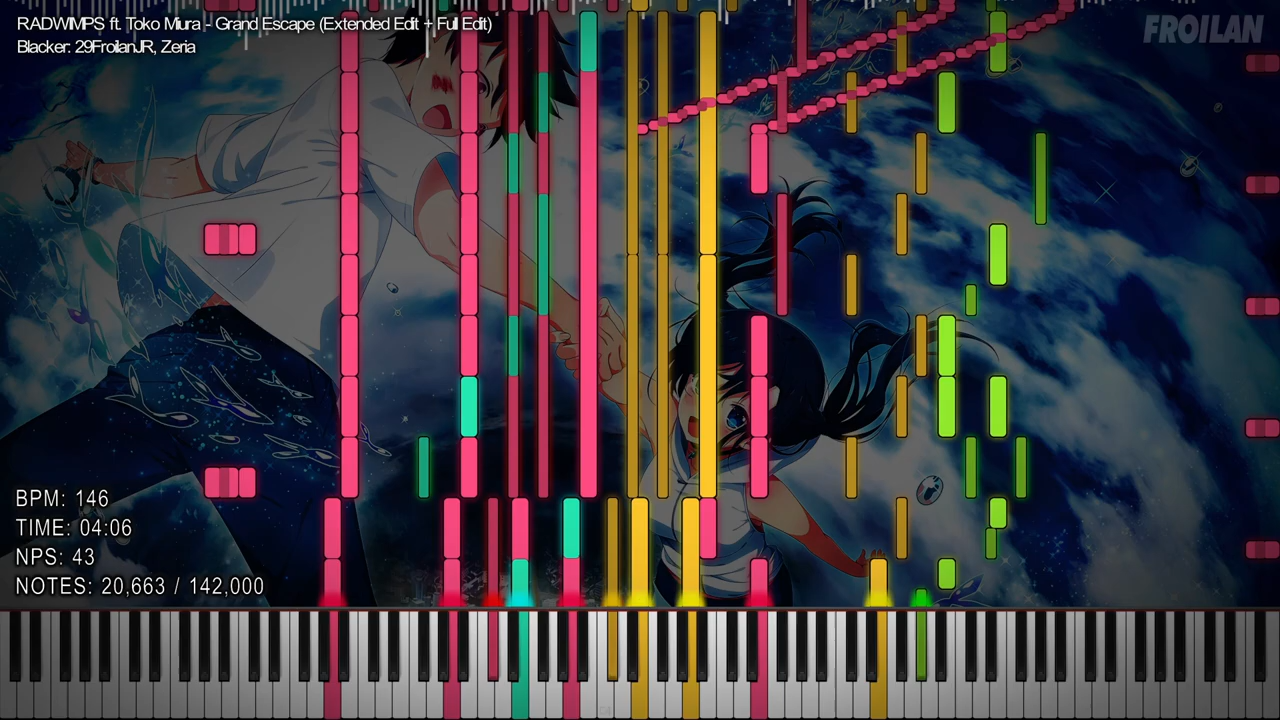 RADWIMPS ft. Toko Miura - Grand Escape (Extended Edit + Full Edit)
Blacker: 29FroilanJR, Zeria
FROILAN
BPM: 146
TIME: 04:06
NPS: 43
NOTES: 20,663 / 142,000